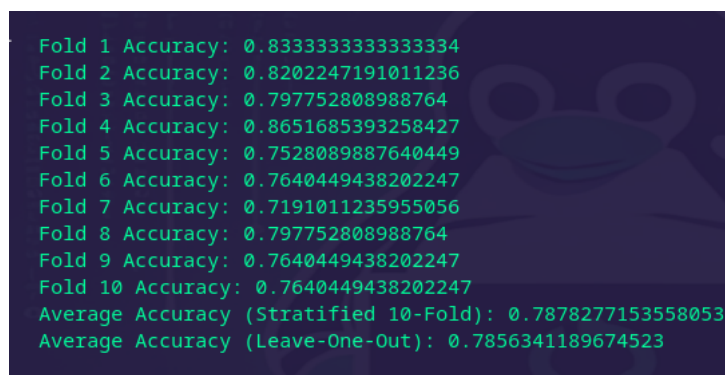 Fold 1 Accuracy: 0.8333333333333334
Fold 2 Accuracy: 0.8202247191011236
Fold 3 Accuracy: 0.797752808988764
Fold 4 Accuracy: 0.8651685393258427
Fold 5 Accuracy: 0.7528089887640449
Fold 6 Accuracy: 0.7640449438202247
Fold 7 Accuracy: 0.7191011235955056
Fold 8 Accuracy: 0.797752808988764
Fold 9 Accuracy: 0.7640449438202247
Fold 10 Accuracy: 0.7640449438202247
Average Accuracy (Stratified 10-Fold): 0.7878277153558053
Average Accuracy (Leave-One-Out): 0.7856341189674523